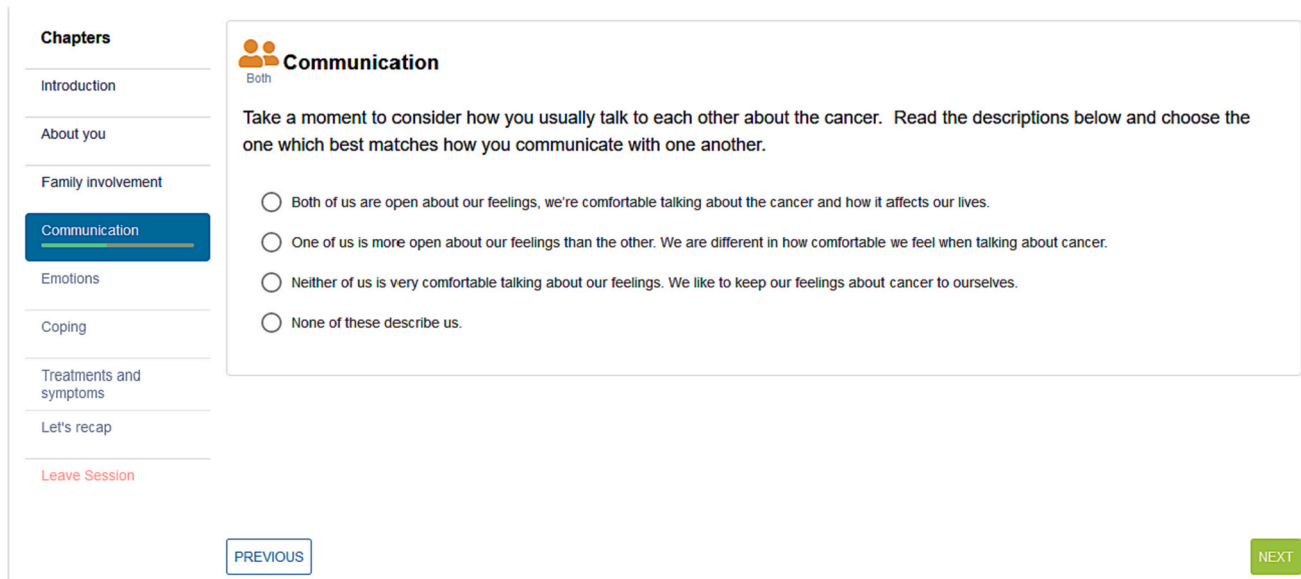 Chapters
Introduction
About you
Family involvement
Communication
Emotions
Coping
Treatments and
symptoms
Let's recap
Leave Session
Both
Communication
Take a moment to consider how you usually talk to each other about the cancer.  Read the descriptions below and choose the
one which best matches how you communicate with one another.
Both of us are open about our feelings, we're comfortable talking about the cancer and how it affects our lives.
One of us is more open about our feelings than the other. We are different in how comfortable we feel when talking about cancer.
Neither of us is very comfortable talking about our feelings. We like to keep our feelings about cancer to ourselves.
None of these describe us.
PREVIOUS
NEXT